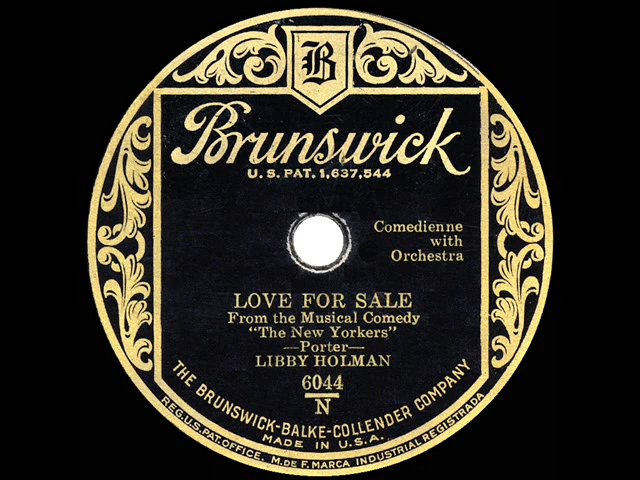 B
Brunswick
U.S. PAT. 1,637,544
Comedienne
with
Orchestra
LOVE FOR SALE
From the Musical Comedy
"The New Yorkers"
—Porter—
LIBBY HOLMAN
6044
N
THE BRUNSWICK-BALKE-COLLENDER COMPANY
MADE IN U.S.A.
REG.U.S.PAT.OFFICE. M.DE F. MARCA INDUSTRIAL REGISTRADA